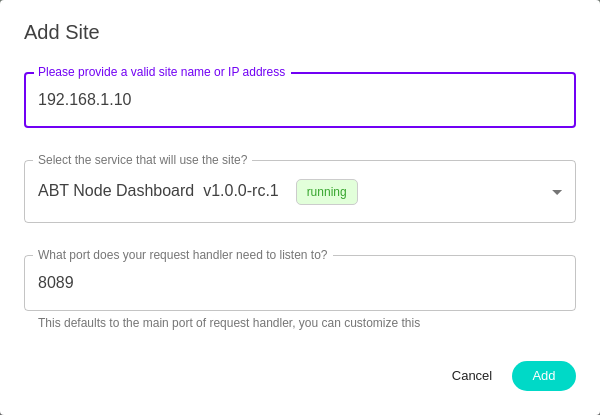 Add Site
Please provide a valid site name or IP address
192.168.1.10
Select the service that will use the site?
ABT Node Dashboard v1.0.0-rc.1 running
What port does your request handler need to listen to?
8089
This defaults to the main port of request handler, you can customize this
Cancel Add